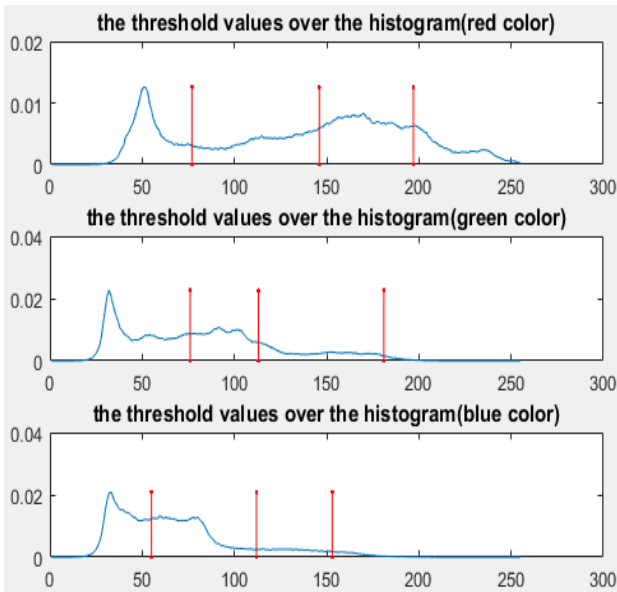 the threshold values over the histogram(red color)
0.02
0.01
0
0 50 100 150 200 250 300
the threshold values over the histogram(green color)
0.04
0.02
0
0 50 100 150 200 250 300
the threshold values over the histogram(blue color)
0.04
0.02
0
0 50 100 150 200 250 300